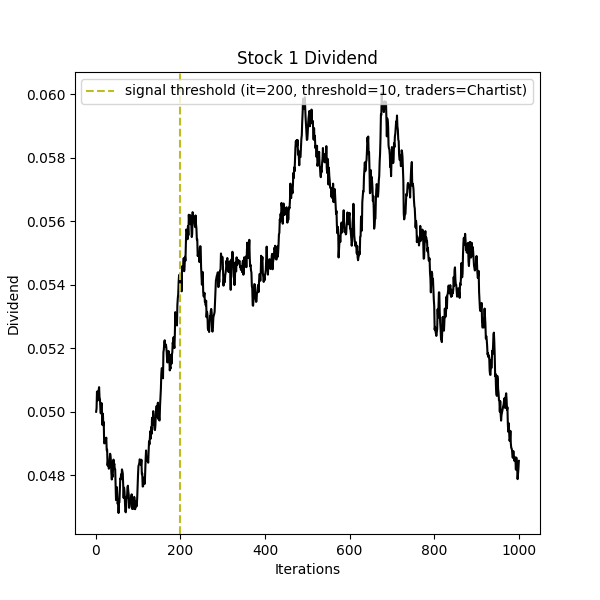 Stock 1 Dividend
signal threshold (it=200, threshold=10, traders=Chartist)
0.060
0.058
0.056
0.054
0.052
0.050
0.048
Dividend
0 200 400 600 800 1000
Iterations